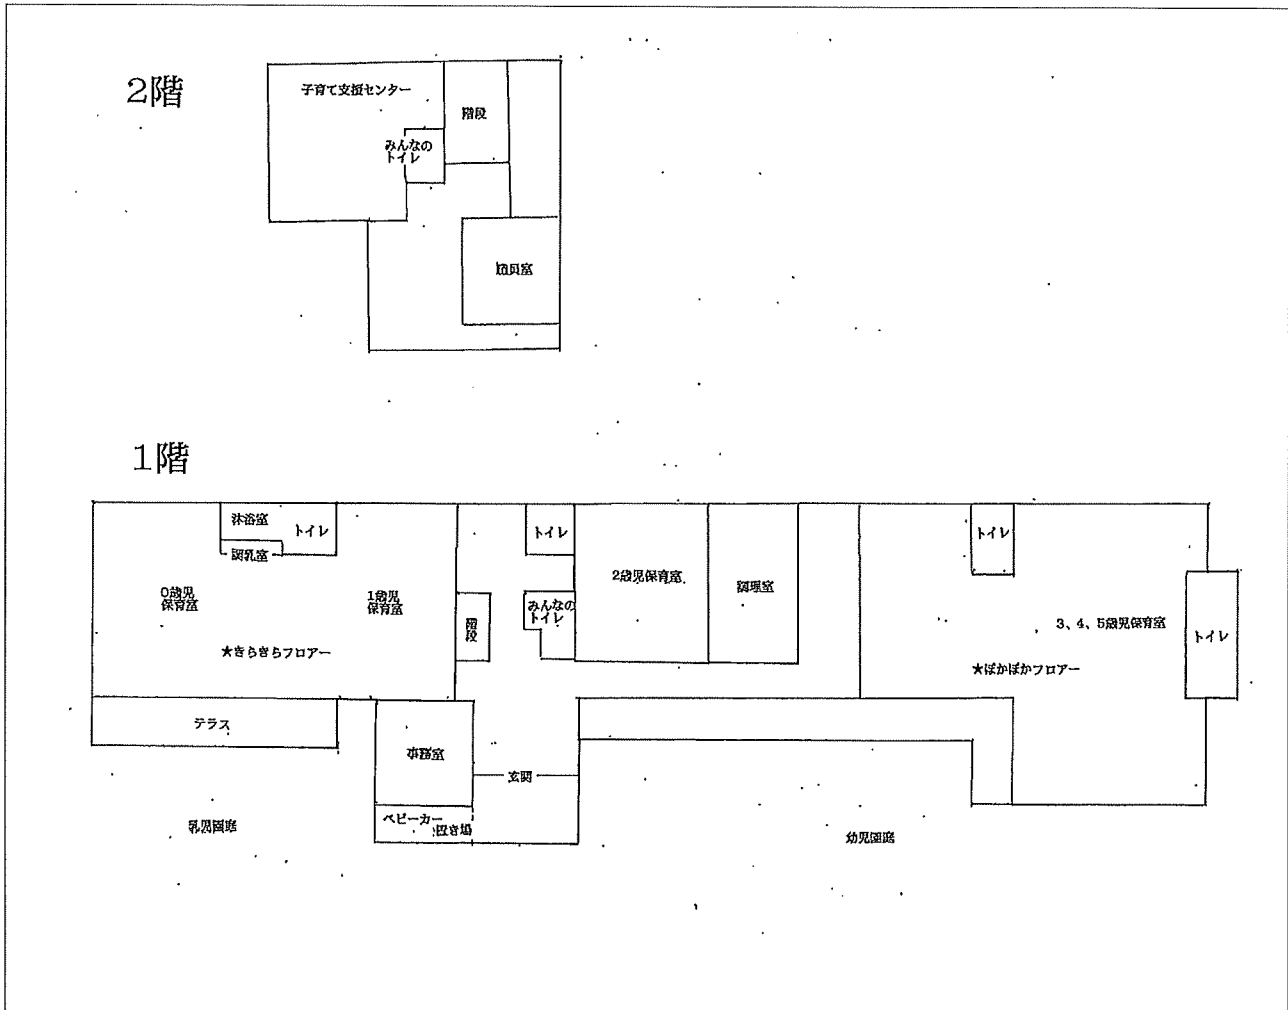 2階
子育て支援センター
階段
みんなの
トイレ
1階
沐浴室
トイレ
調乳室
0歳児
保育室
1歳児
保育室
★きらきらフロアー
階段
トイレ
みんなの
トイレ
2歳児保育室
調理室
トイレ
3、4、5歳児保育室
トイレ
★ぽかぽかフロアー
テラス
事務室
玄関
ベビーカー
置き場
乳児園庭
幼児園庭